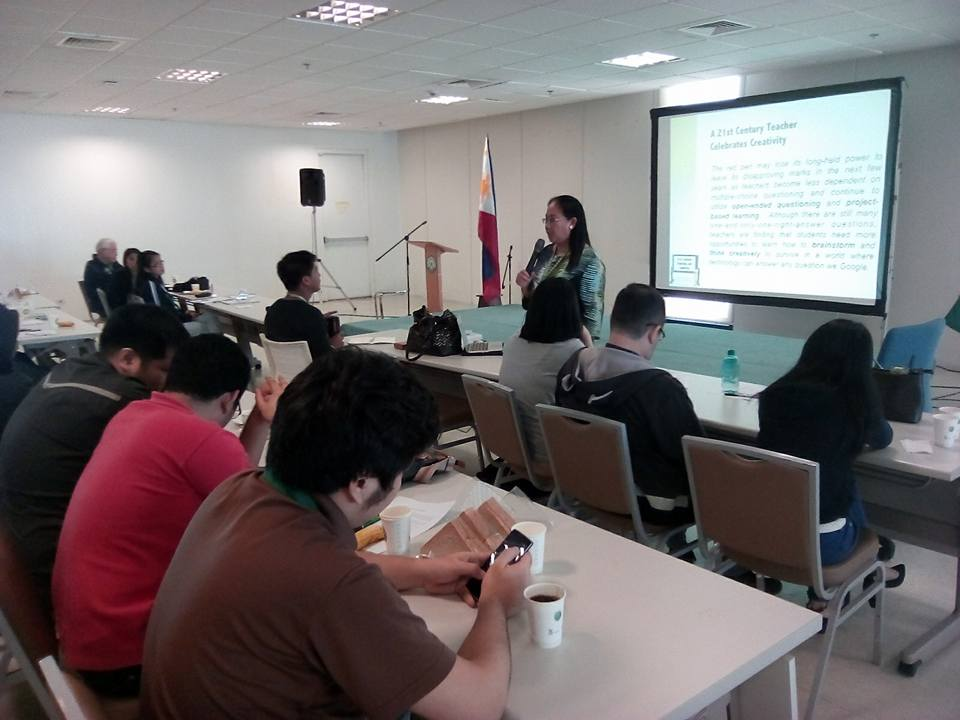 A 21st Century Teacher
Celebrates Creativity
The red pen may lose its long-held power to
leave its disapproving marks in the next few
years as teachers become less dependent on
multiple-choice questioning and continue to
utilize open-ended questioning and project-
based learning. Although there are still many
one-and-only-one-right-answer questions,
teachers are finding that students need more
opportunities to learn how to brainstorm and
think creatively to survive in a world where
technology can answer any question we Google.